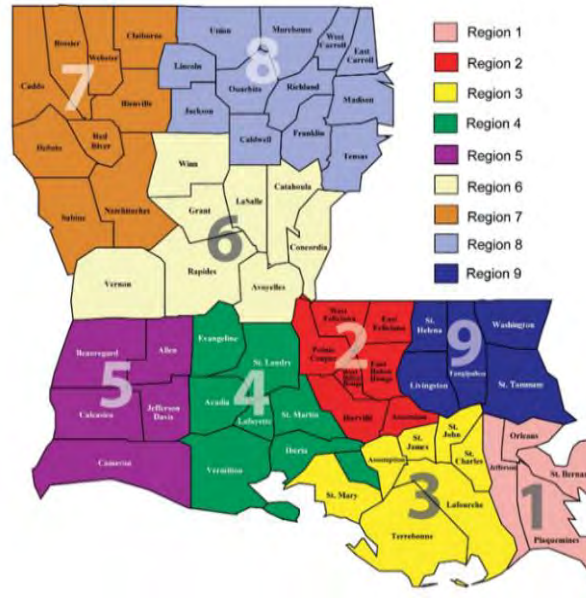 Region 1
Region 2
Region 3
Region 4
Region 5
Region 6
Region 7
Region 8
Region 9
Claiborne
Bossier
Webster
7
Caddo
Bienville
Red River
DeSoto
Sabine
Natchitoches
Union
Morehouse
West Carroll
East Carroll
8
Lincoln
Ouachita
Richland
Madison
Jackson
Caldwell
Franklin
Tensas
Winn
Grant
LaSalle
Catahoula
6
Concordia
Vernon
Rapides
Avoyelles
Beauregard
Allen
5
Calcasieu
Jefferson Davis
Cameron
Evangeline
St. Landry
4
Acadia
Lafayette
St. Martin
Iberia
Vermilion
West Feliciana
East Feliciana
2
Pointe Coupee
East Baton Rouge
Iberville
Ascension
St. Helena
Washington
9
Livingston
Tangipahoa
St. Tammany
Assumption
St. James
St. John
St. Charles
St. Mary
3
Lafourche
Terrebonne
Orleans
Jefferson
St. Bernar
1
Plaquemines